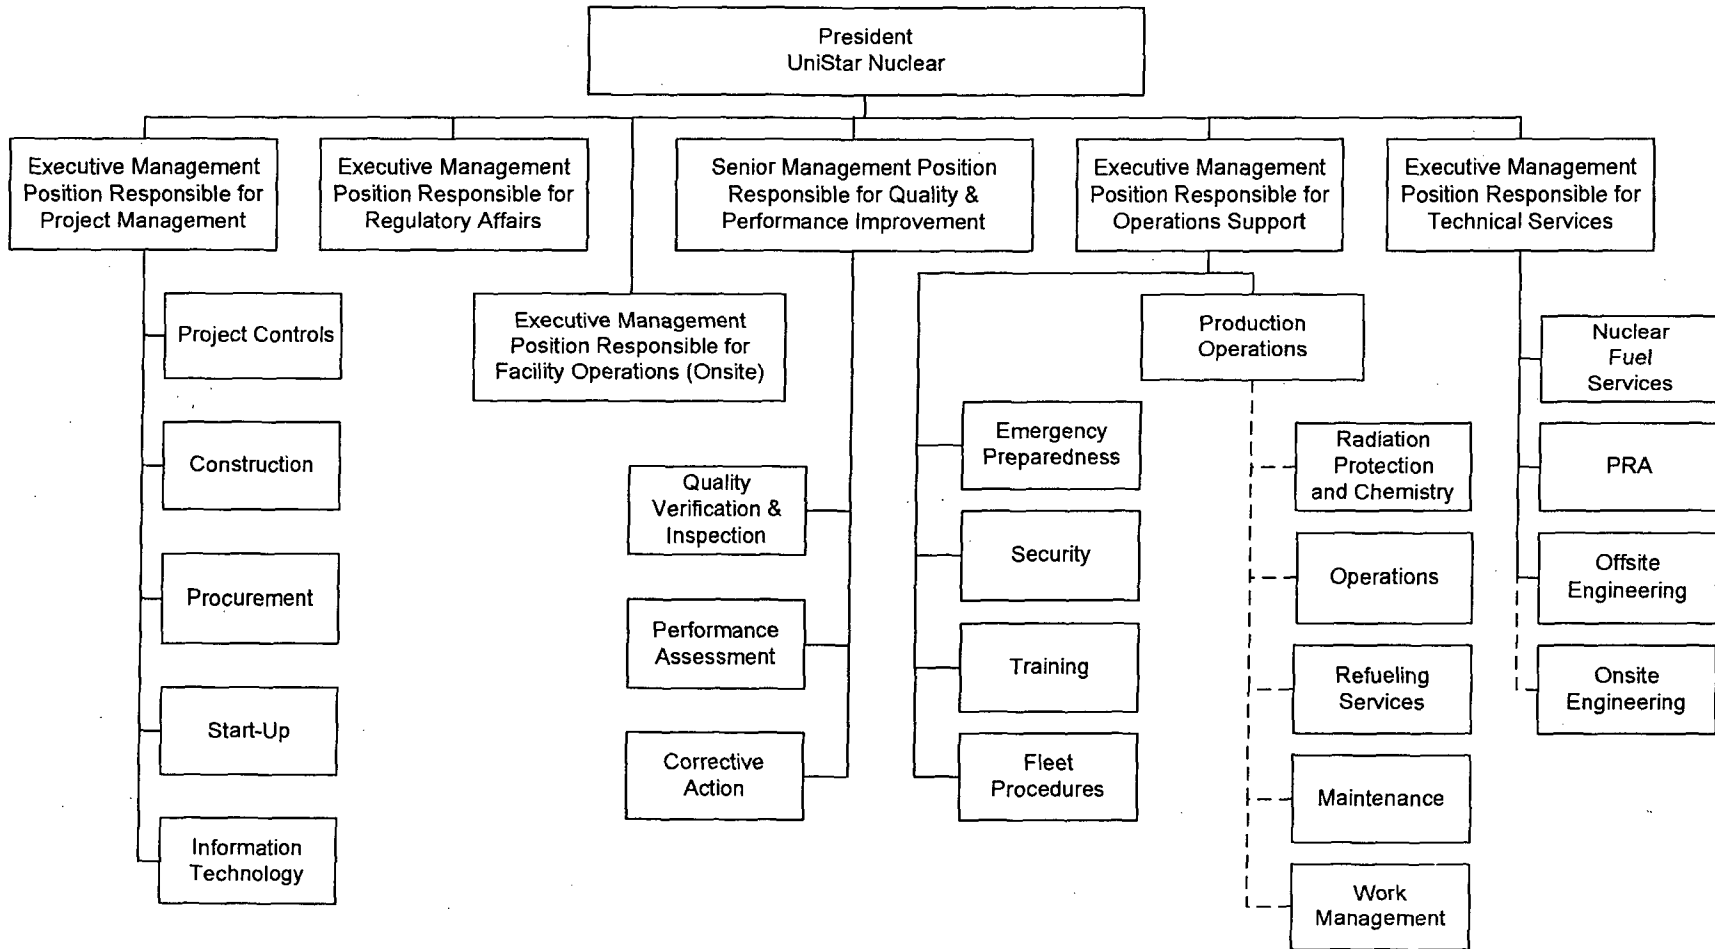 President
UniStar Nuclear
Executive Management
Position Responsible for
Project Management
Executive Management
Position Responsible for
Regulatory Affairs
Senior Management Position
Responsible for Quality &
Performance Improvement
Executive Management
Position Responsible for
Operations Support
Executive Management
Position Responsible for
Technical Services
Executive Management
Position Responsible for
Facility Operations (Onsite)
Project Controls
Construction
Procurement
Start-Up
Information
Technology
Quality
Verification &
Inspection
Performance
Assessment
Corrective
Action
Emergency
Preparedness
Security
Training
Fleet
Procedures
Production
Operations
Radiation
Protection
and Chemistry
Operations
Refueling
Services
Maintenance
Work
Management
Nuclear
Fuel
Services
PRA
Offsite
Engineering
Onsite
Engineering